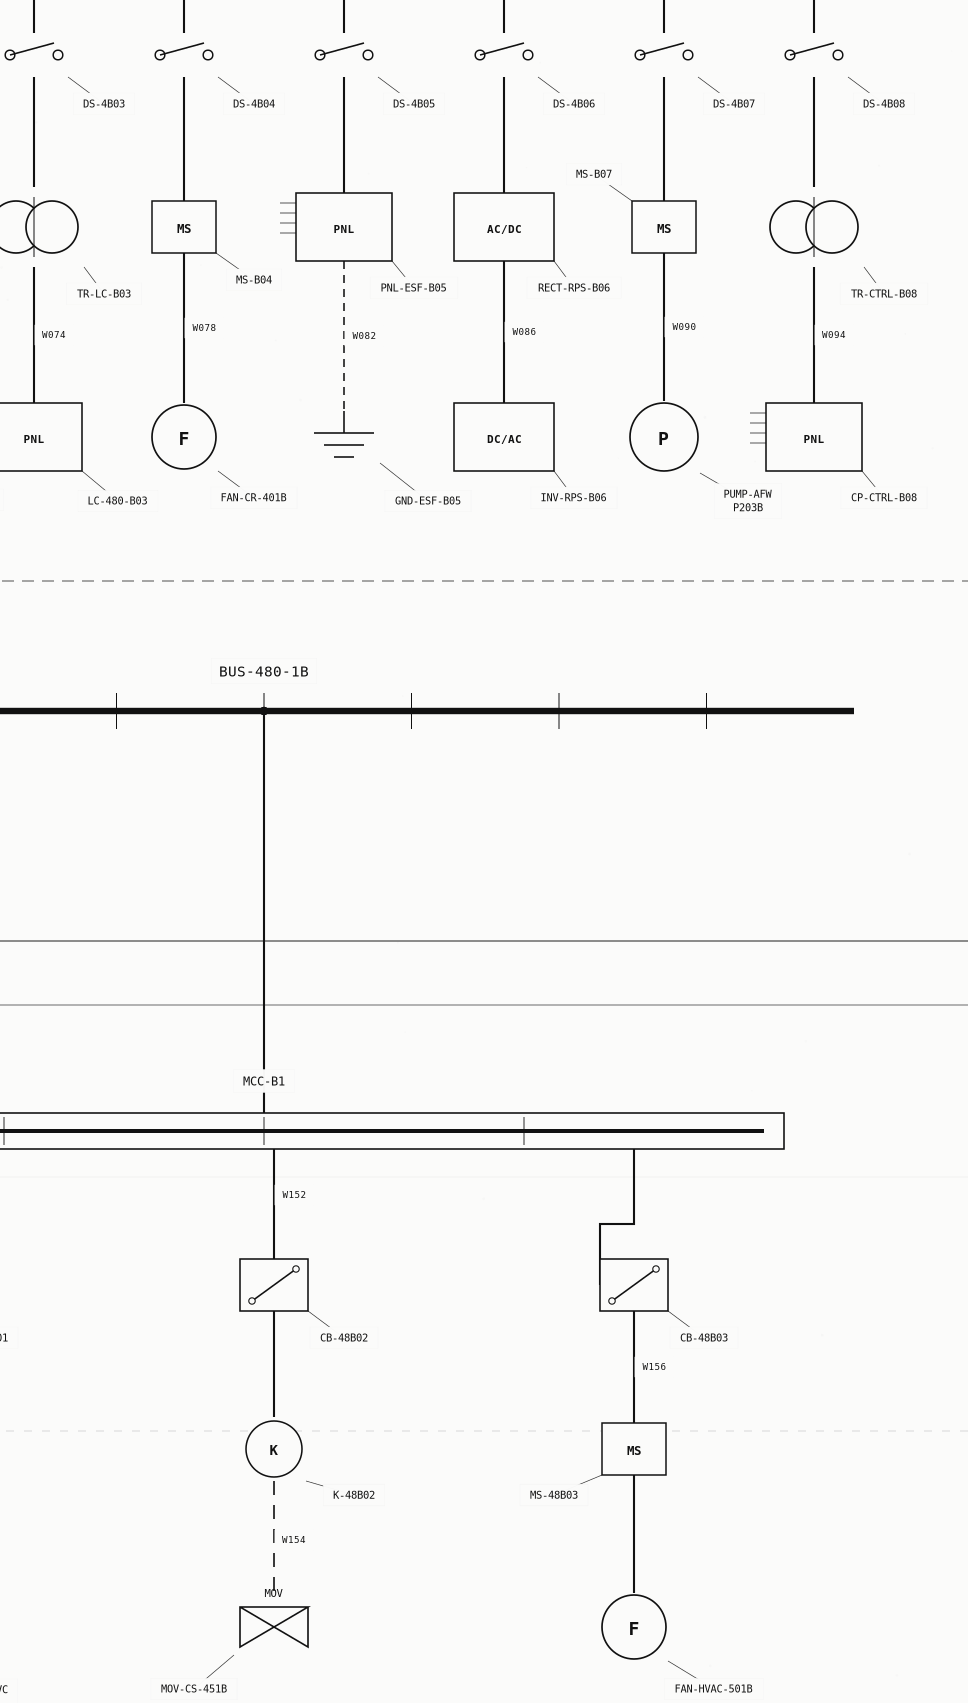 DS-4B03
DS-4B04
DS-4B05
DS-4B06
DS-4B07
DS-4B08
MS-B07
MS
PNL
AC/DC
MS
TR-LC-B03
MS-B04
PNL-ESF-B05
RECT-RPS-B06
TR-CTRL-B08
W074
W078
W082
W086
W090
W094
PNL
F
DC/AC
P
PNL
LC-480-B03
FAN-CR-401B
GND-ESF-B05
INV-RPS-B06
PUMP-AFW
P203B
CP-CTRL-B08
BUS-480-1B
MCC-B1
W152
01
CB-48B02
CB-48B03
W156
K
MS
K-48B02
MS-48B03
W154
MOV
F
VC
MOV-CS-451B
FAN-HVAC-501B